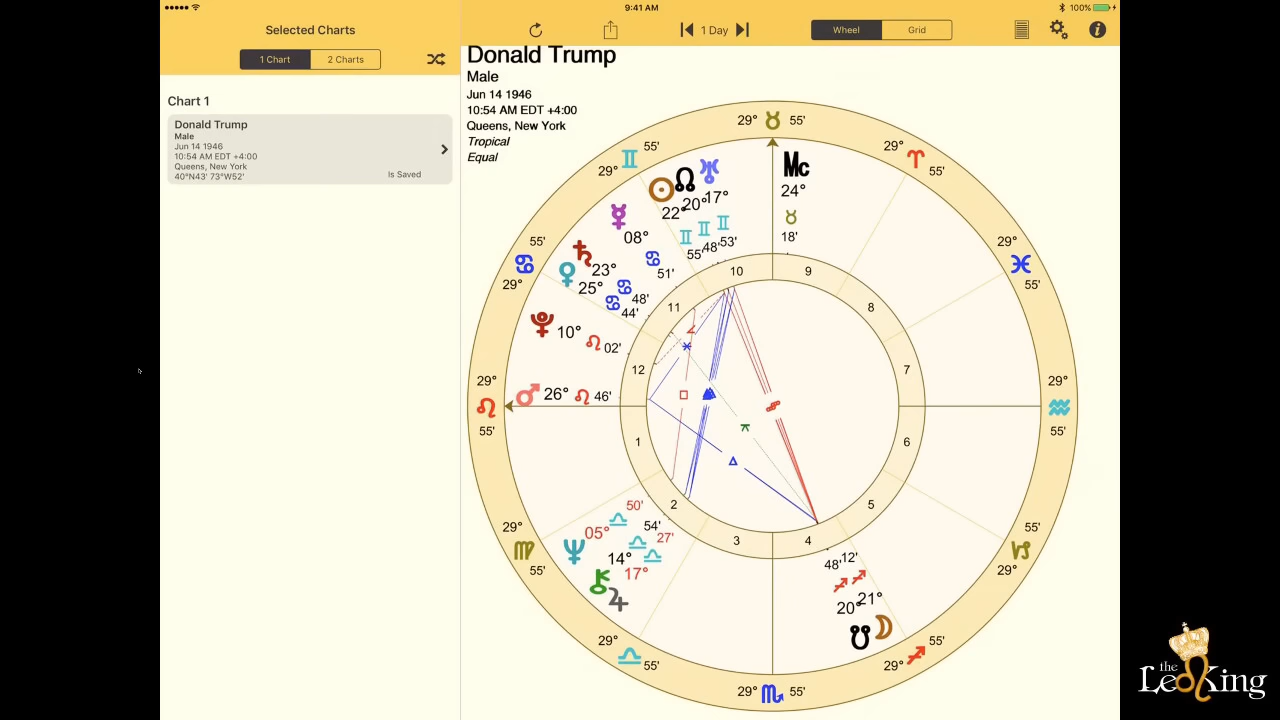 9:41 AM
100%
Selected Charts
1 Day
Wheel
Grid
1 Chart
2 Charts
Chart 1
Donald Trump
Male
Jun 14 1946
10:54 AM EDT +4:00
Queens, New York
40°N43' 73°W52'
Is Saved
Donald Trump
Male
Jun 14 1946
10:54 AM EDT +4:00
Queens, New York
Tropical
Equal
29° ♉ 55'
29° ♈ 55'
29° ♓ 55'
29° ♒ 55'
29° ♑ 55'
29° ♐ 55'
29° ♏ 55'
29° ♎ 55'
29° ♍ 55'
29° ♌ 55'
29° ♋ 55'
29° ♊ 55'
Mc 24° ♉ 18'
♅ 17° ♊ 53'
☊ 20° ♊ 48'
☉ 22° ♊ 55'
☿ 08° ♋ 51'
♄ 23° ♋ 48'
♀ 25° ♋ 44'
♇ 10° ♌ 02'
♂ 26° ♌ 46'
♆ 05° ♎ 50'
⚷ 14° ♎ 54'
♃ 17° ♎ 27'
☋ 20° ♐ 48'
☽ 21° ♐ 12'
1
2
3
4
5
6
7
8
9
10
11
12
the
Leo King